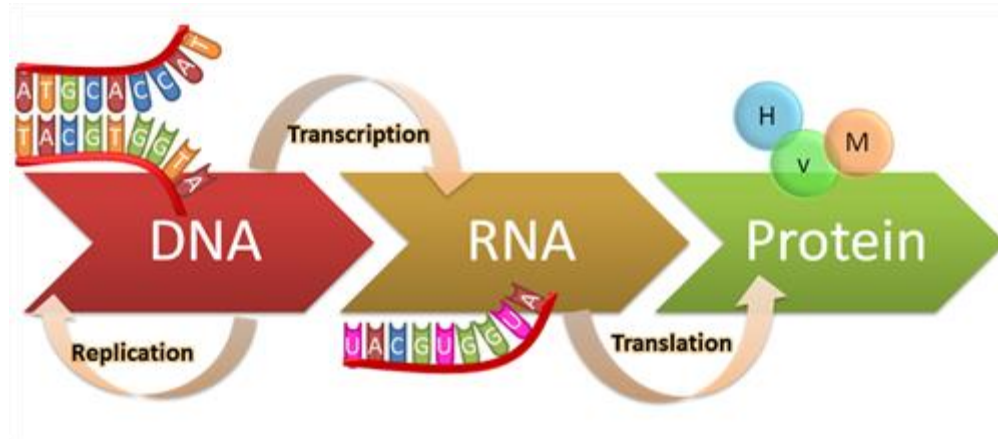 ATGCACCAT
TACGTGGTA
Transcription
H
V
M
DNA
RNA
Protein
Replication
UACGUGGUA
Translation